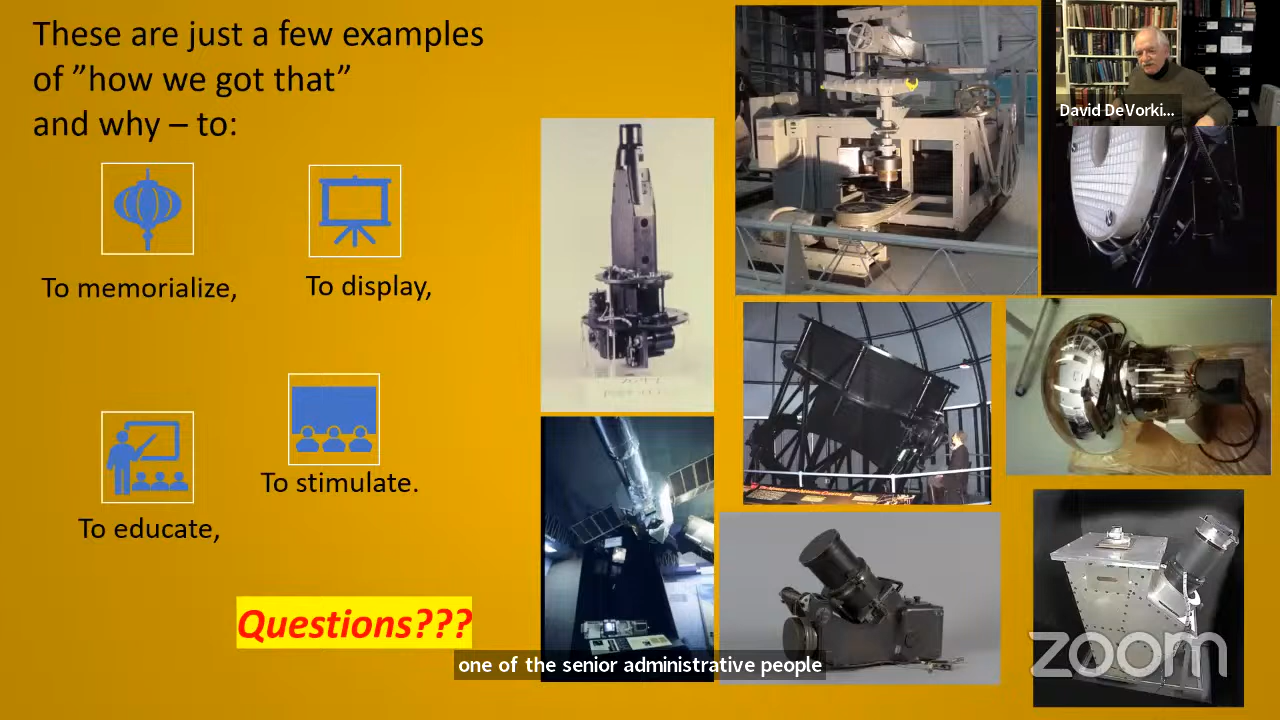 These are just a few examples
of ”how we got that”
and why – to:
To memorialize,
To display,
To educate,
To stimulate.
Questions???
David DeVorki...
one of the senior administrative people
zoom